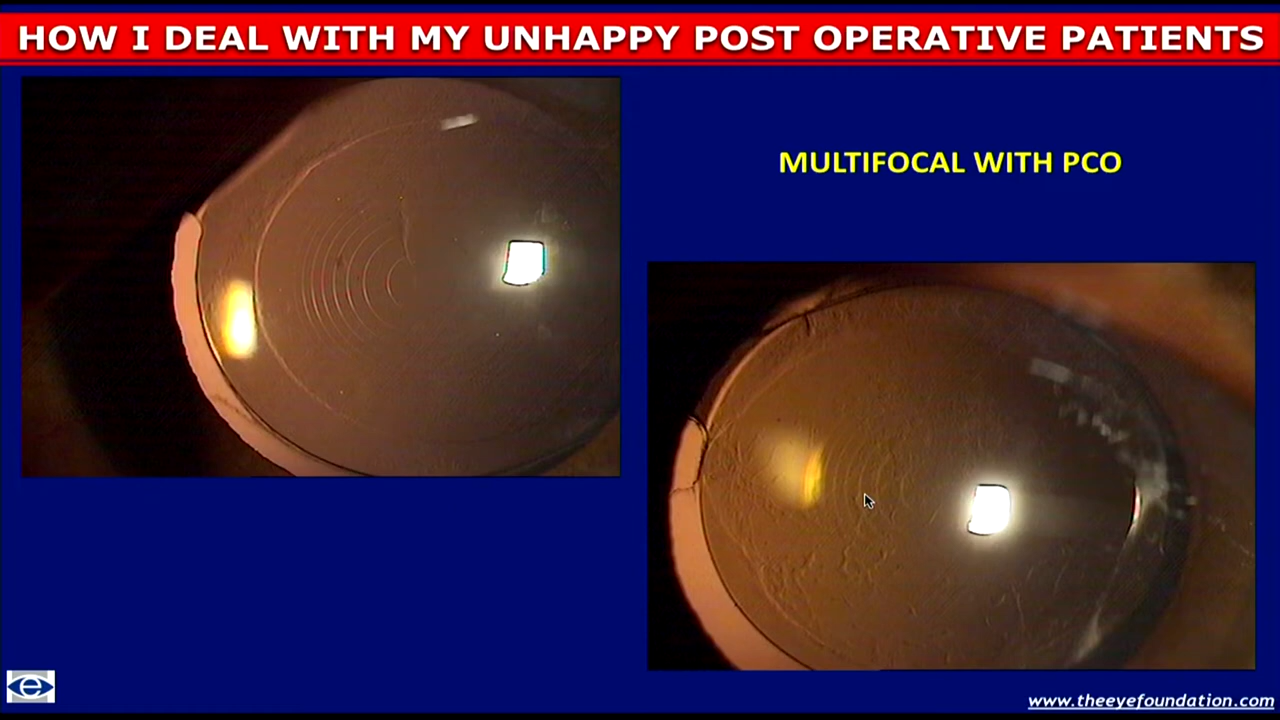 HOW I DEAL WITH MY UNHAPPY POST OPERATIVE PATIENTS
MULTIFOCAL WITH PCO
e
www.theeyefoundation.com